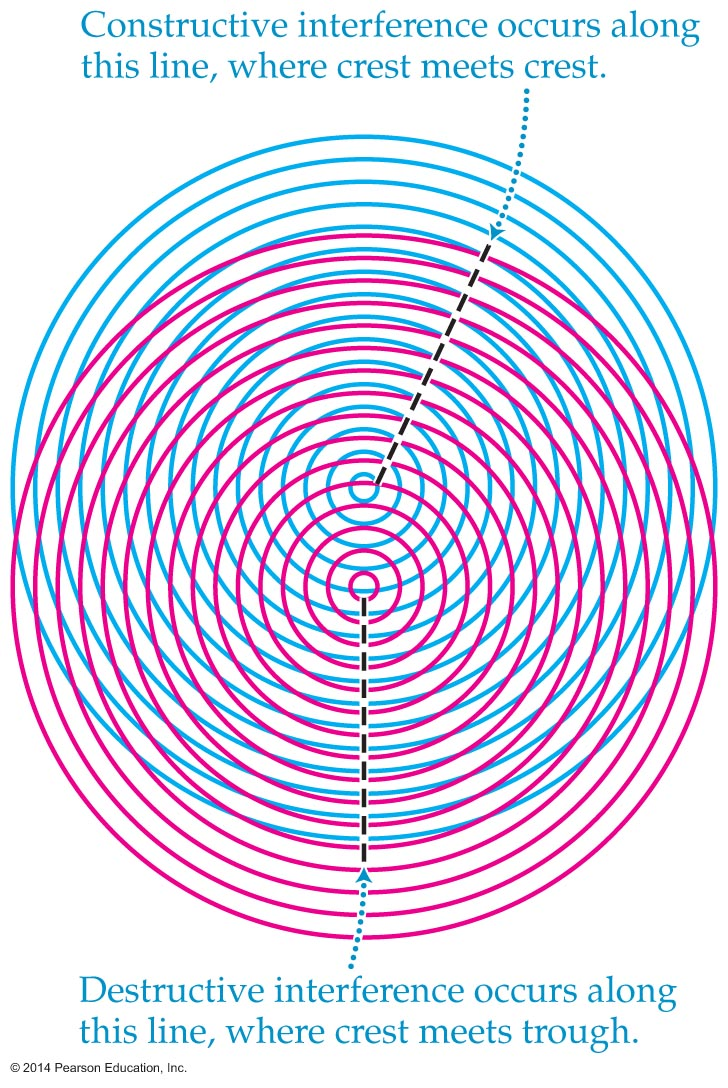 Constructive interference occurs along
this line, where crest meets crest.
Destructive interference occurs along
this line, where crest meets trough.
© 2014 Pearson Education, Inc.